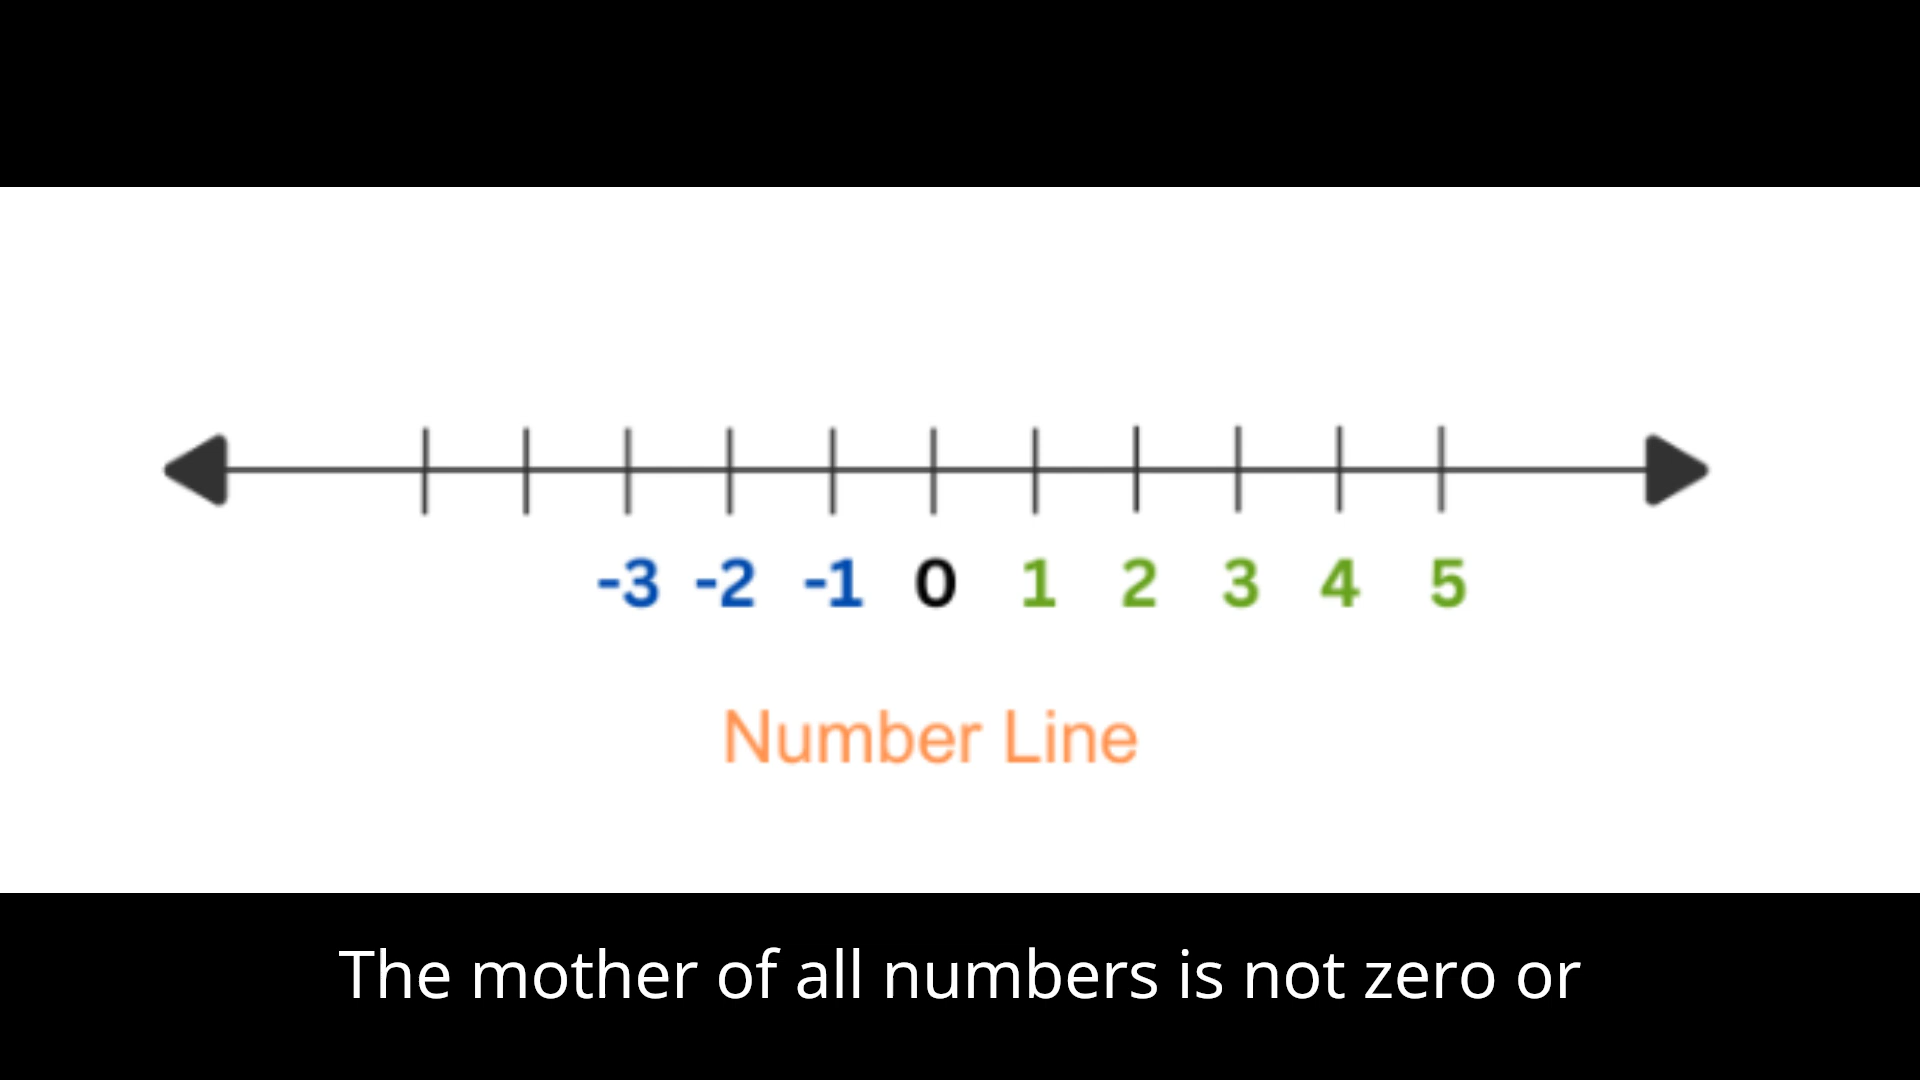 -3 -2 -1 0 1 2 3 4 5
Number Line
The mother of all numbers is not zero or